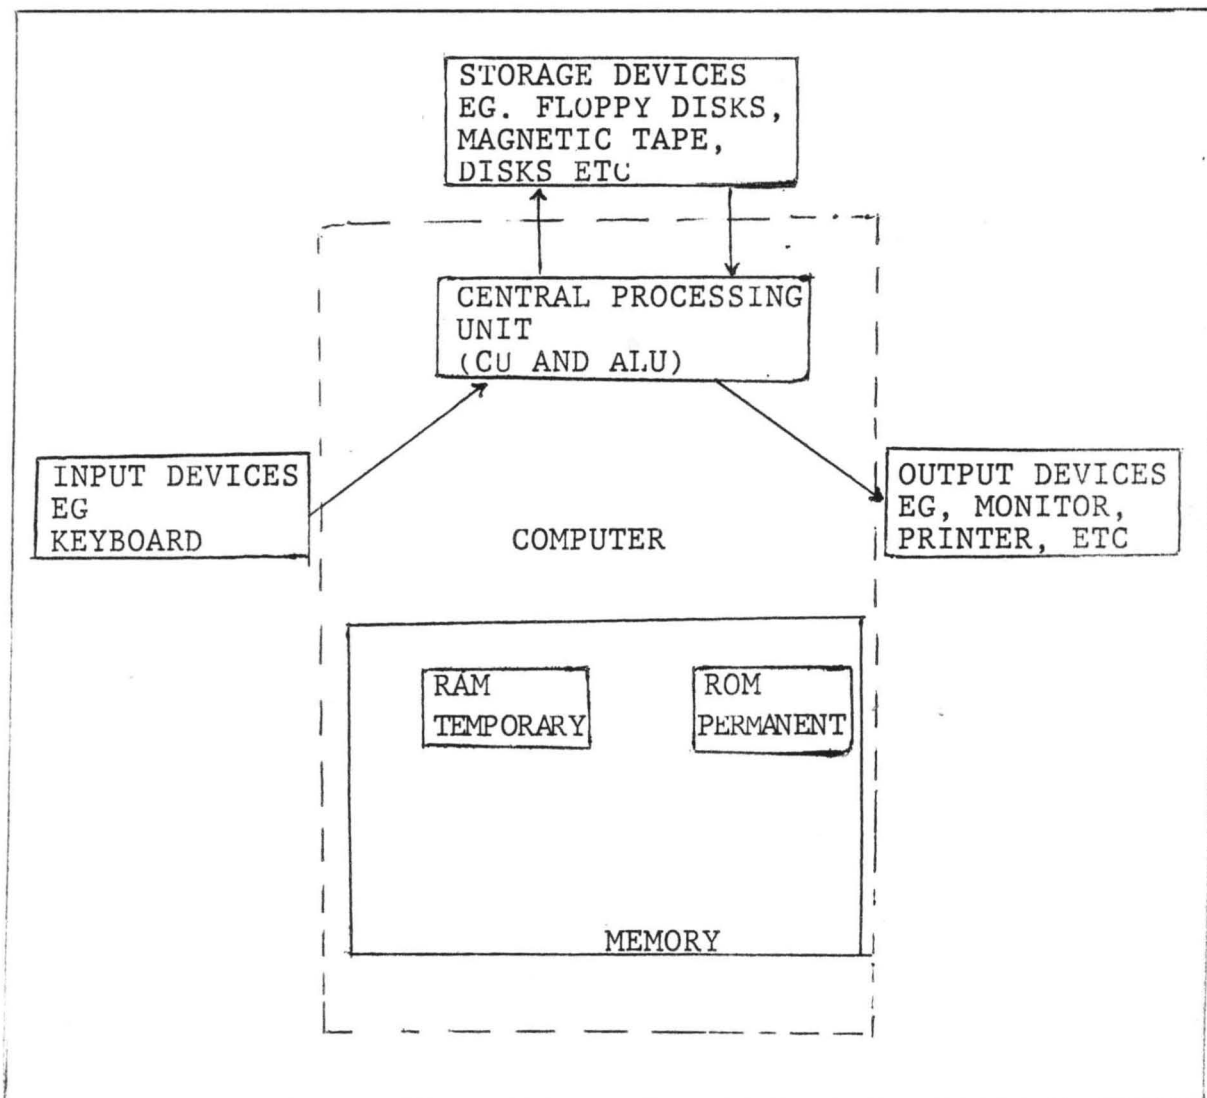 STORAGE DEVICES
EG. FLOPPY DISKS,
MAGNETIC TAPE,
DISKS ETC
CENTRAL PROCESSING
UNIT
(CU AND ALU)
INPUT DEVICES
EG
KEYBOARD
COMPUTER
OUTPUT DEVICES
EG, MONITOR,
PRINTER, ETC
RAM
TEMPORARY
ROM
PERMANENT
MEMORY